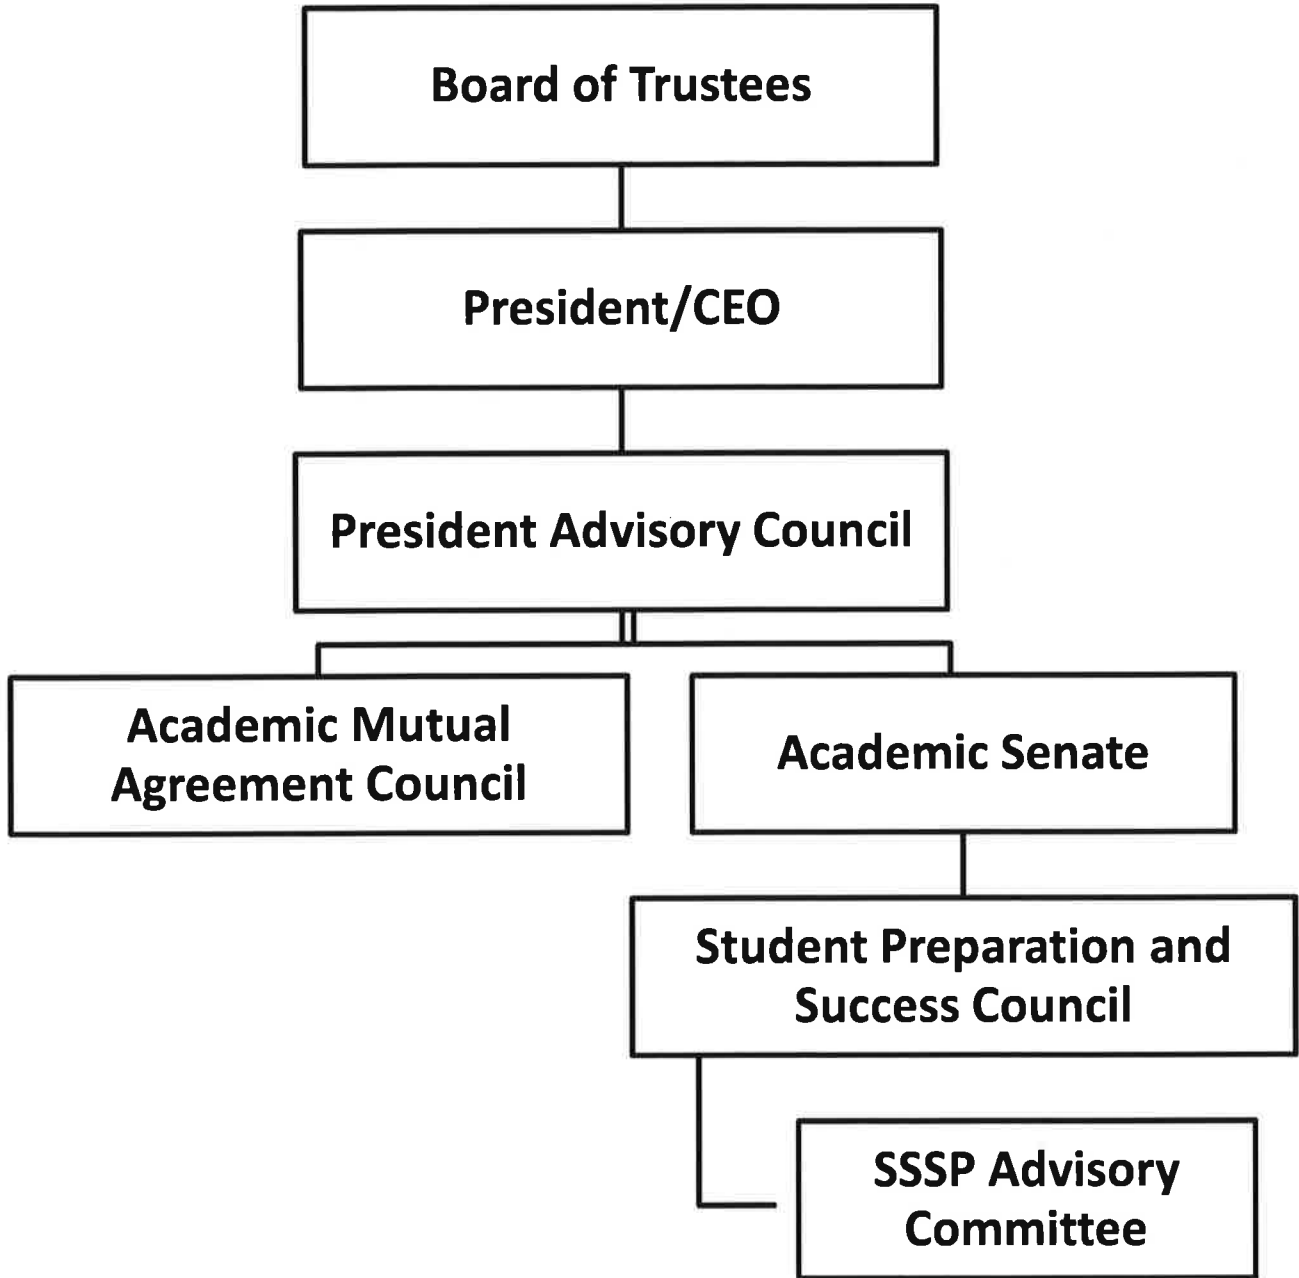 Board of Trustees
President/CEO
President Advisory Council
Academic Mutual
Agreement Council
Academic Senate
Student Preparation and
Success Council
SSSP Advisory
Committee